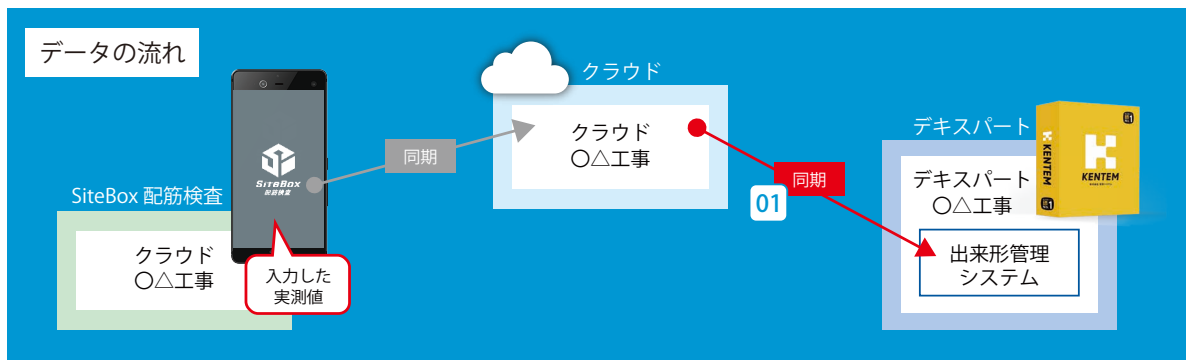 データの流れ
SiteBox 配筋検査
クラウド
〇△工事
SITEBOX
配筋検査
入力した
実測値
同期
クラウド
クラウド
〇△工事
同期
01
デキスパート
デキスパート
〇△工事
出来形管理
システム
KENTEM
KENTEM